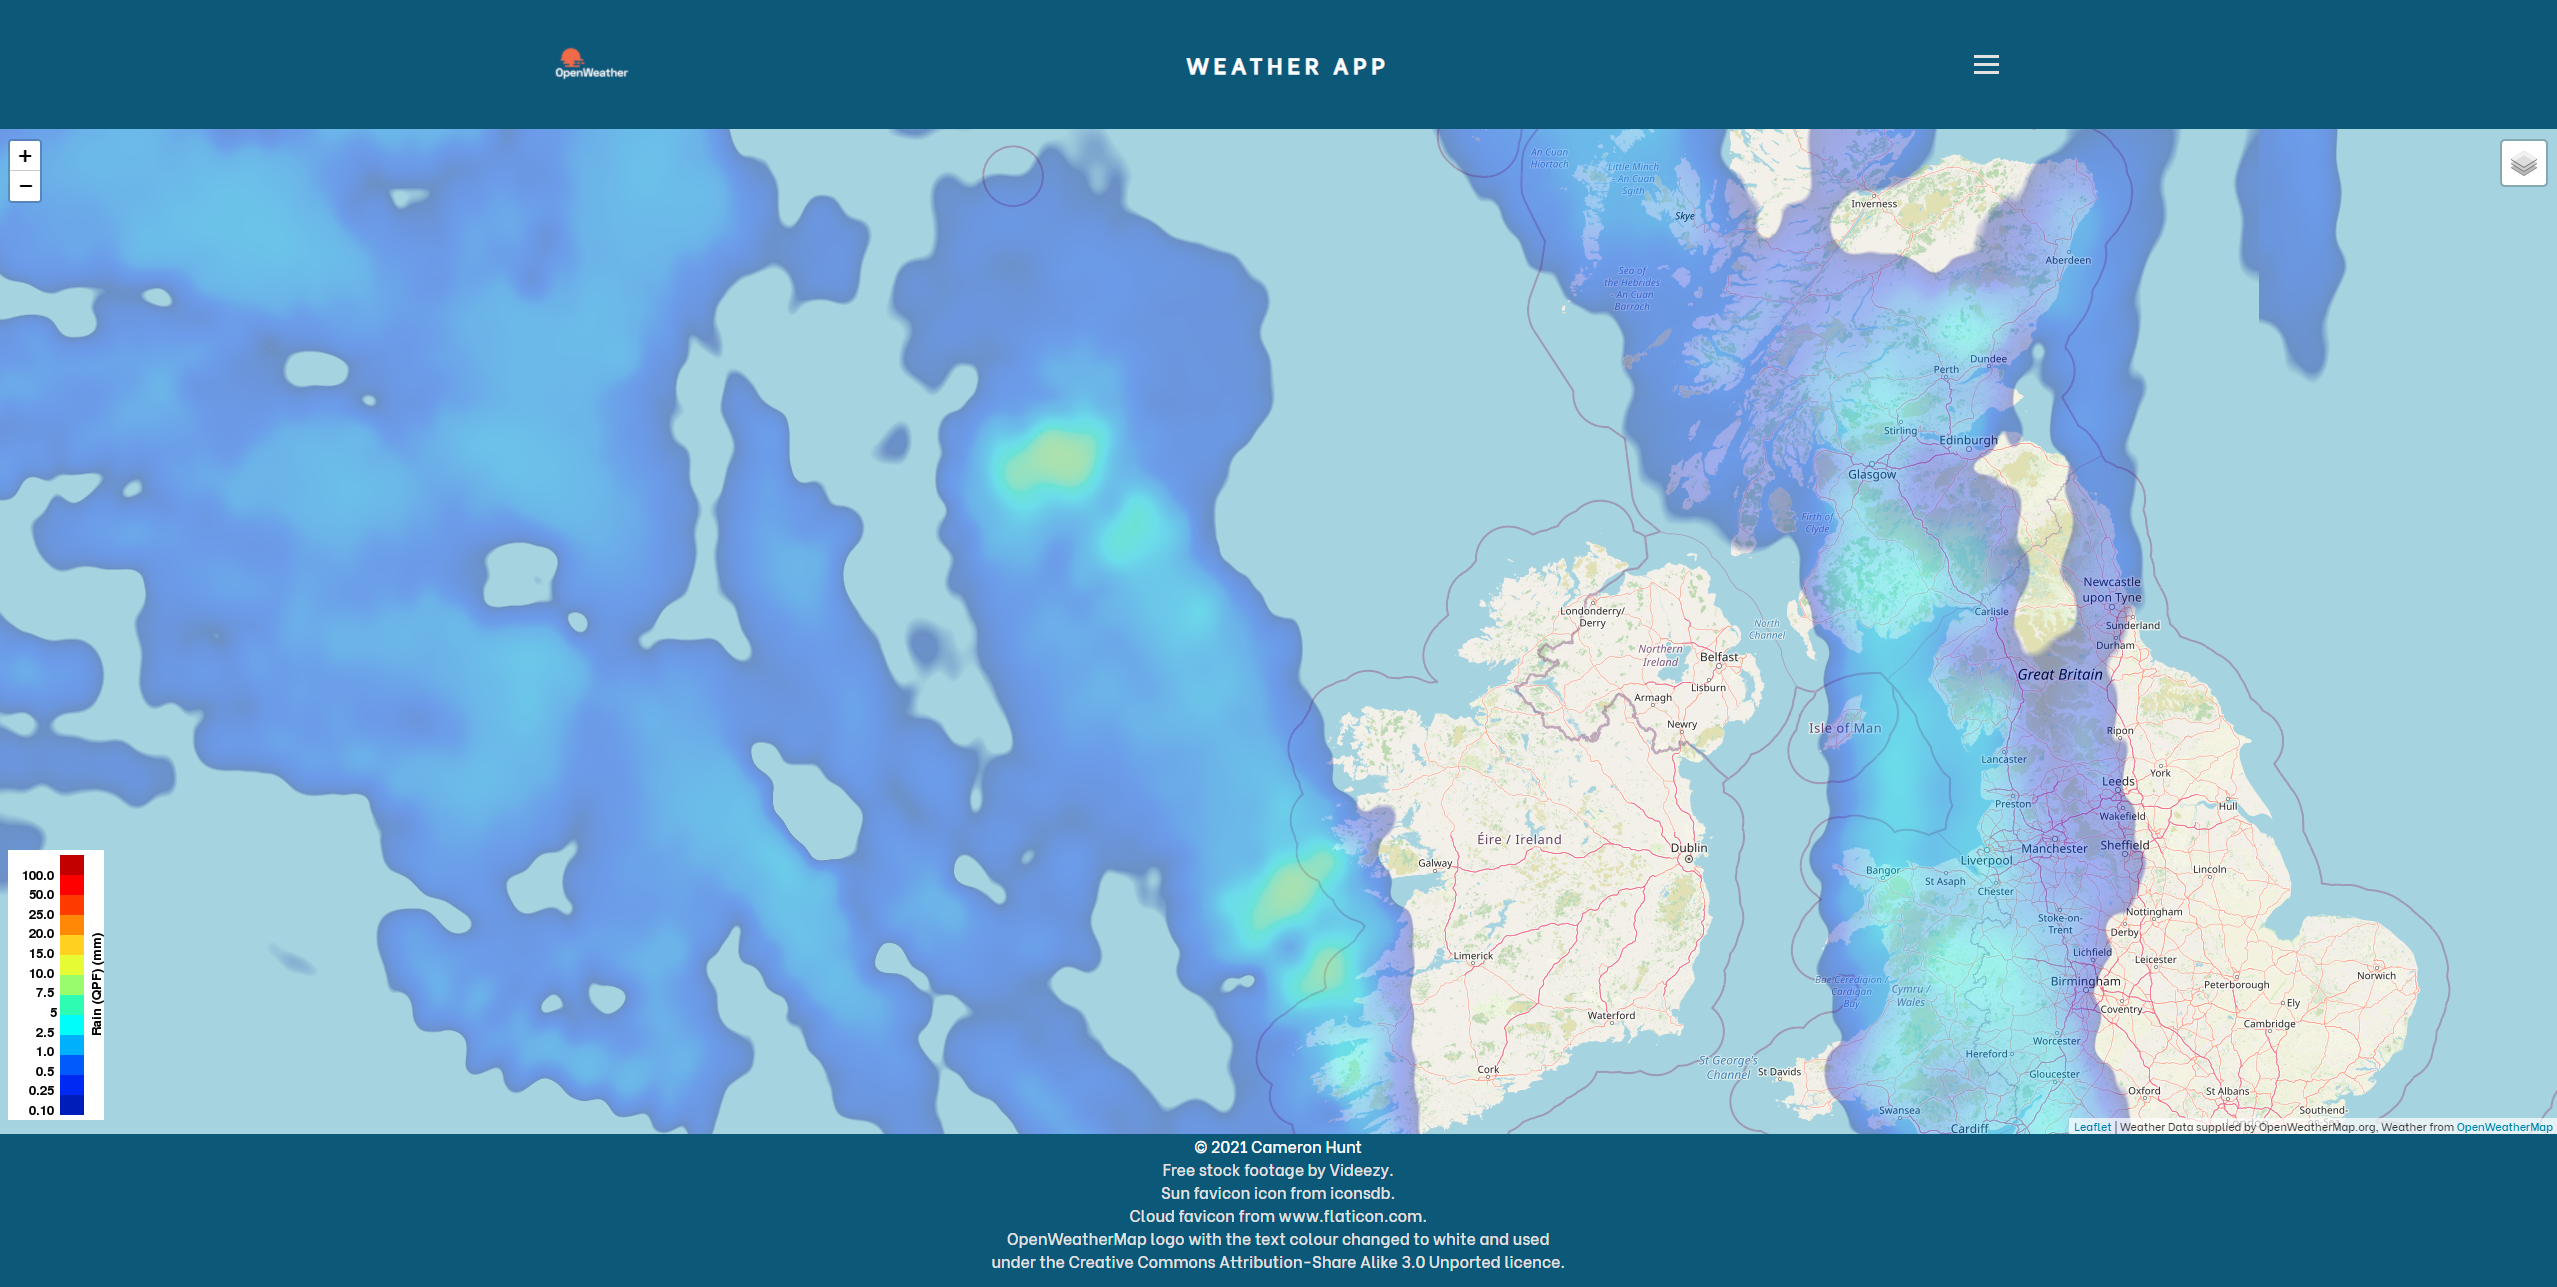 OpenWeather
WEATHER APP
+
−
An Cuan
Hiortach
Little Minch
- An Cuan
Sgith
Skye
Inverness
Aberdeen
Sea of
the Hebrides
- An Cuan
Barrach
Dundee
Perth
Stirling
Edinburgh
Glasgow
Firth of
Clyde
Newcastle
upon Tyne
Carlisle
Sunderland
Durham
Londonderry/
Derry
North
Channel
Northern
Ireland
Belfast
Lisburn
Armagh
Newry
Great Britain
Isle of Man
Ripon
Lancaster
York
Leeds
Preston
Hull
Wakefield
Éire / Ireland
Dublin
Galway
Manchester
Sheffield
Liverpool
Bangor
St Asaph
Chester
Lincoln
Stoke-on-
Trent
Nottingham
Derby
Limerick
Lichfield
Leicester
Norwich
Bae Ceredigion /
Cardigan
Bay
Cymru /
Wales
Birmingham
Peterborough
Ely
Coventry
Cambridge
Waterford
Worcester
Hereford
St George's
Channel
St Davids
Cork
Gloucester
Oxford
St Albans
Swansea
Southend-
Cardiff
100.0
50.0
25.0
20.0
15.0
10.0
7.5
5
2.5
1.0
0.5
0.25
0.10
Rain (QPF) (mm)
Leaflet | Weather Data supplied by OpenWeatherMap.org, Weather from OpenWeatherMap
© 2021 Cameron Hunt
Free stock footage by Videezy.
Sun favicon icon from iconsdb.
Cloud favicon from www.flaticon.com.
OpenWeatherMap logo with the text colour changed to white and used
under the Creative Commons Attribution-Share Alike 3.0 Unported licence.